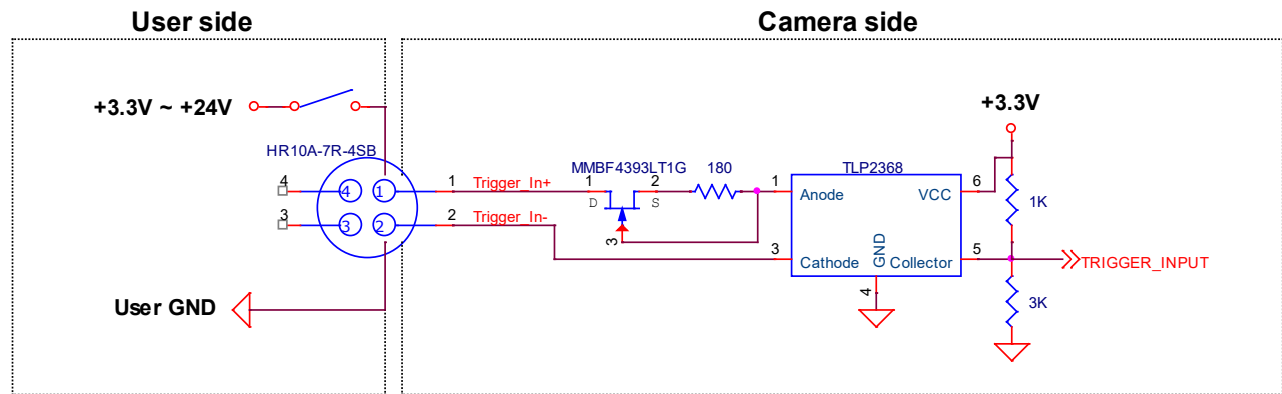 User side
Camera side
+3.3V ~ +24V
+3.3V
HR10A-7R-4SB
MMBF4393LT1G
180
TLP2368
4
4
1
1
Trigger_In+
1
D
2
S
1
Anode
VCC
6
1K
3
3
2
2
Trigger_In-
3
3
Cathode
GND
Collector
5
TRIGGER_INPUT
4
3K
User GND